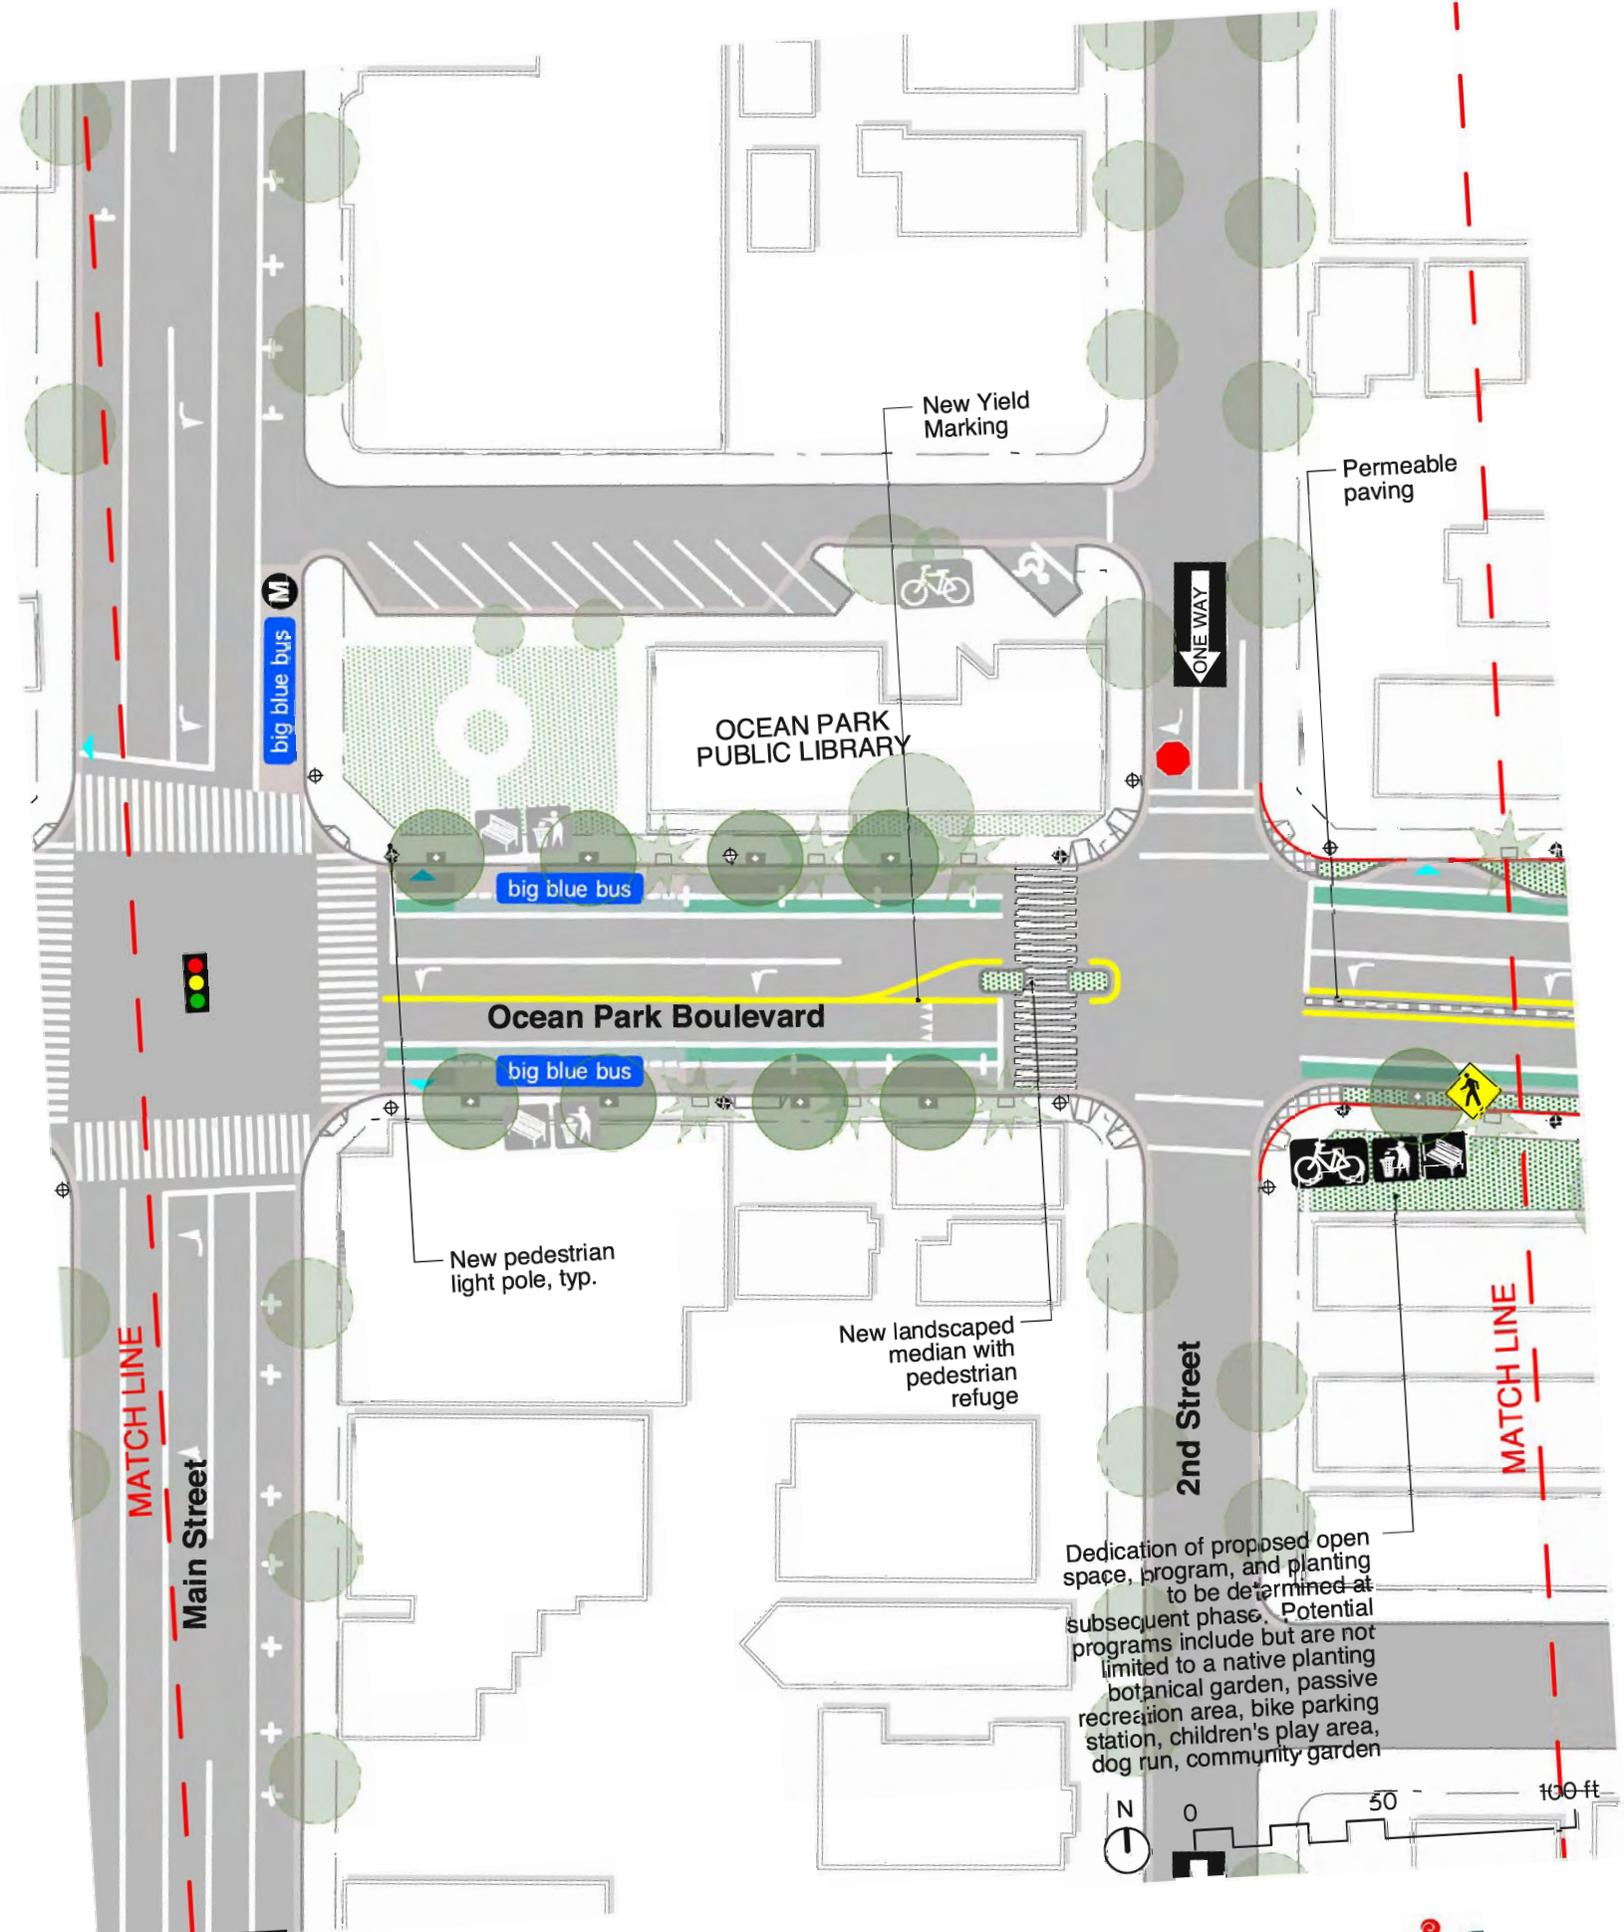 New Yield
Marking
Permeable
paving
M
big blue bus
ONE WAY
OCEAN PARK
PUBLIC LIBRARY
big blue bus
Ocean Park Boulevard
big blue bus
New pedestrian
light pole, typ.
New landscaped
median with
pedestrian
refuge
MATCH LINE
Main Street
2nd Street
MATCH LINE
Dedication of proposed open
space, program, and planting
to be determined at
subsequent phase. Potential
programs include but are not
limited to a native planting
botanical garden, passive
recreation area, bike parking
station, children's play area,
dog run, community garden
N
0
50
100 ft